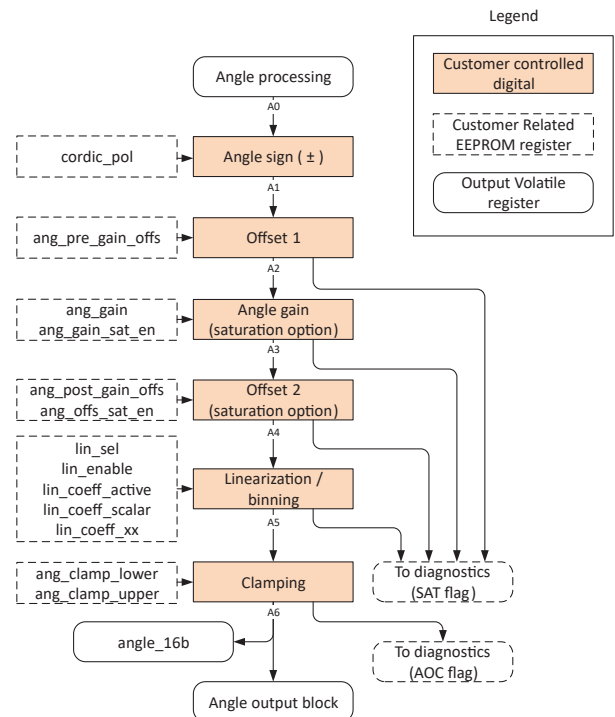 Legend
Customer controlled
digital
Customer Related
EEPROM register
Output Volatile
register
Angle processing
A0
cordic_pol
Angle sign ( ± )
A1
ang_pre_gain_offs
Offset 1
A2
ang_gain
ang_gain_sat_en
Angle gain
(saturation option)
A3
ang_post_gain_offs
ang_offs_sat_en
Offset 2
(saturation option)
A4
lin_sel
lin_enable
lin_coeff_active
lin_coeff_scalar
lin_coeff_xx
Linearization /
binning
A5
To diagnostics
(SAT flag)
ang_clamp_lower
ang_clamp_upper
Clamping
A6
angle_16b
To diagnostics
(AOC flag)
Angle output block